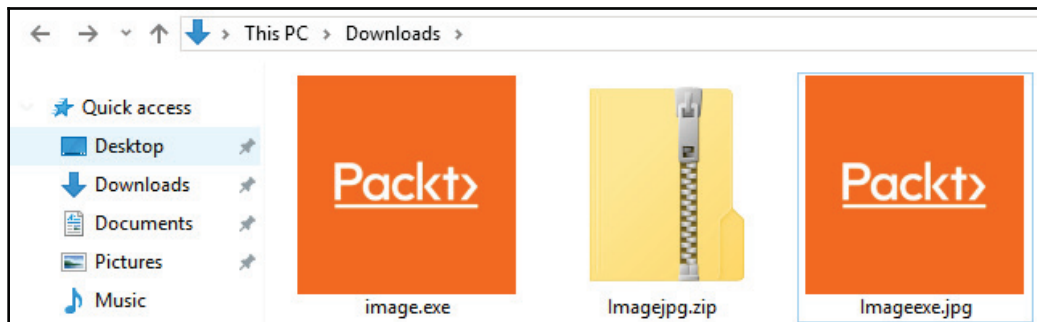 This PC > Downloads >
Quick access
Desktop
Downloads
Documents
Pictures
Music
Packt>
Packt>
image.exe
Imagejpg.zip
Imageexe.jpg